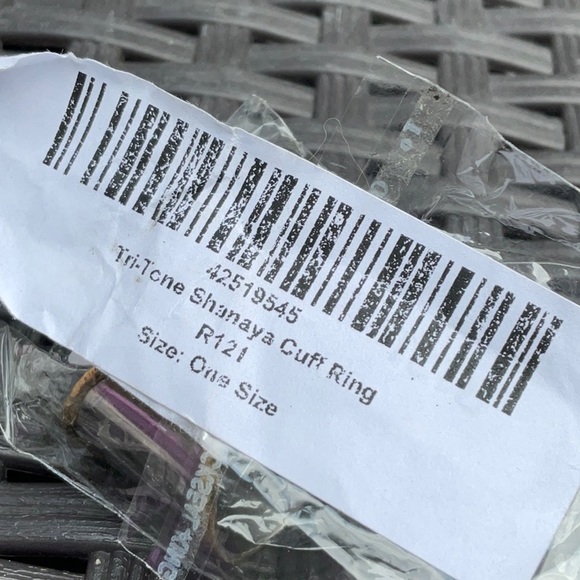 42519545
Tri-Tone Shanaya Cuff Ring
R121
Size: One Size